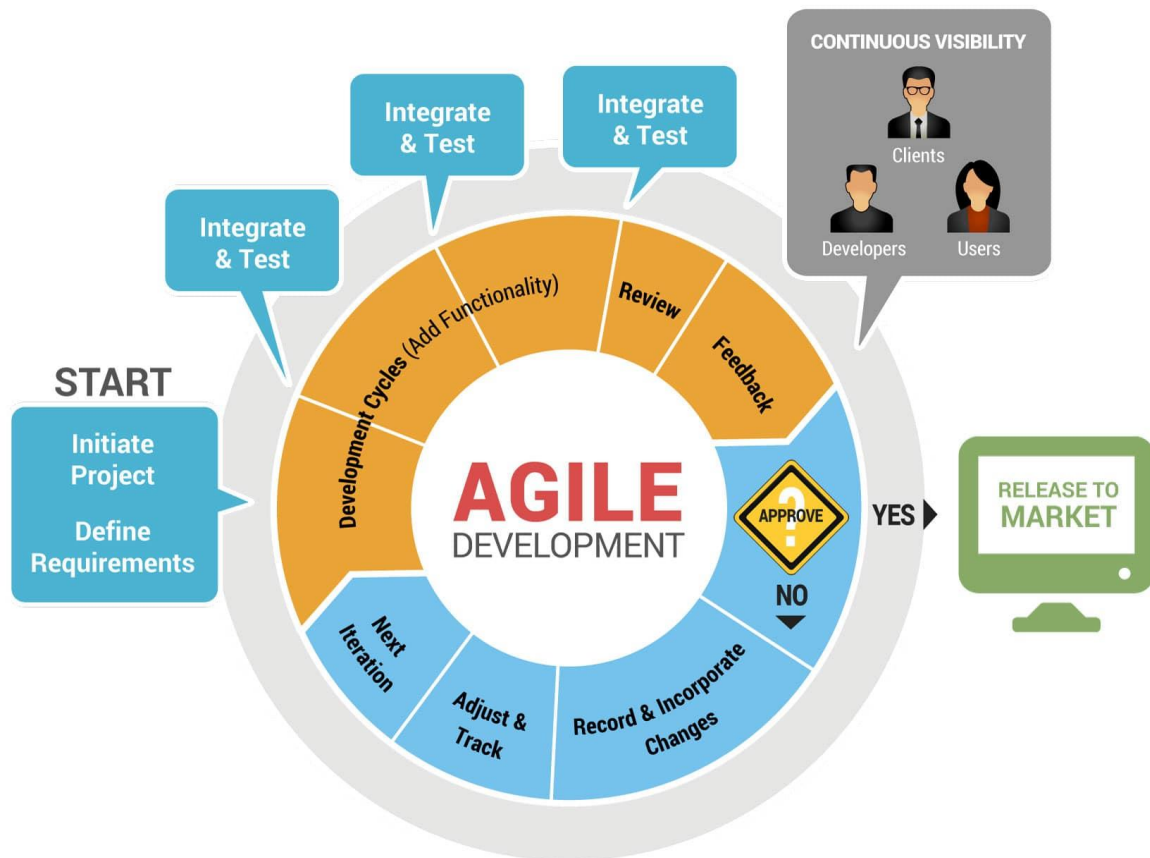 CONTINUOUS VISIBILITY
Clients
Developers
Users
Integrate
& Test
Integrate
& Test
Integrate
& Test
START
Initiate
Project
Define
Requirements
Development Cycles (Add Functionality)
Review
Feedback
AGILE
DEVELOPMENT
?
APPROVE
YES
NO
RELEASE TO
MARKET
Record & Incorporate
Changes
Adjust &
Track
Next
Iteration